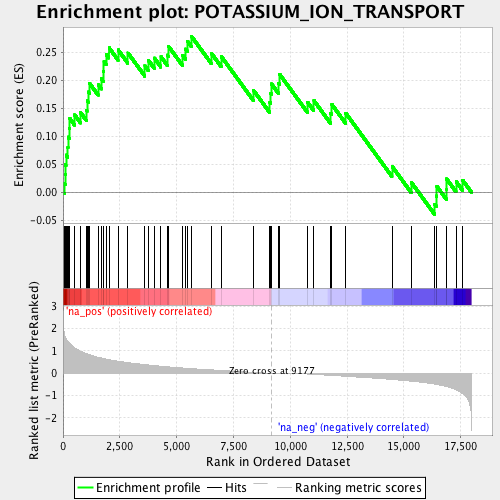 Enrichment plot: POTASSIUM_ION_TRANSPORT
Enrichment score (ES)
0.25
0.20
0.15
0.10
0.05
0.00
-0.05
'na_pos' (positively correlated)
Ranked list metric (PreRanked)
3
2
1
0
-1
-2
Zero cross at 9177
'na_neg' (negatively correlated)
0
2,500
5,000
7,500
10,000
12,500
15,000
17,500
Rank in Ordered Dataset
Enrichment profile
Hits
Ranking metric scores